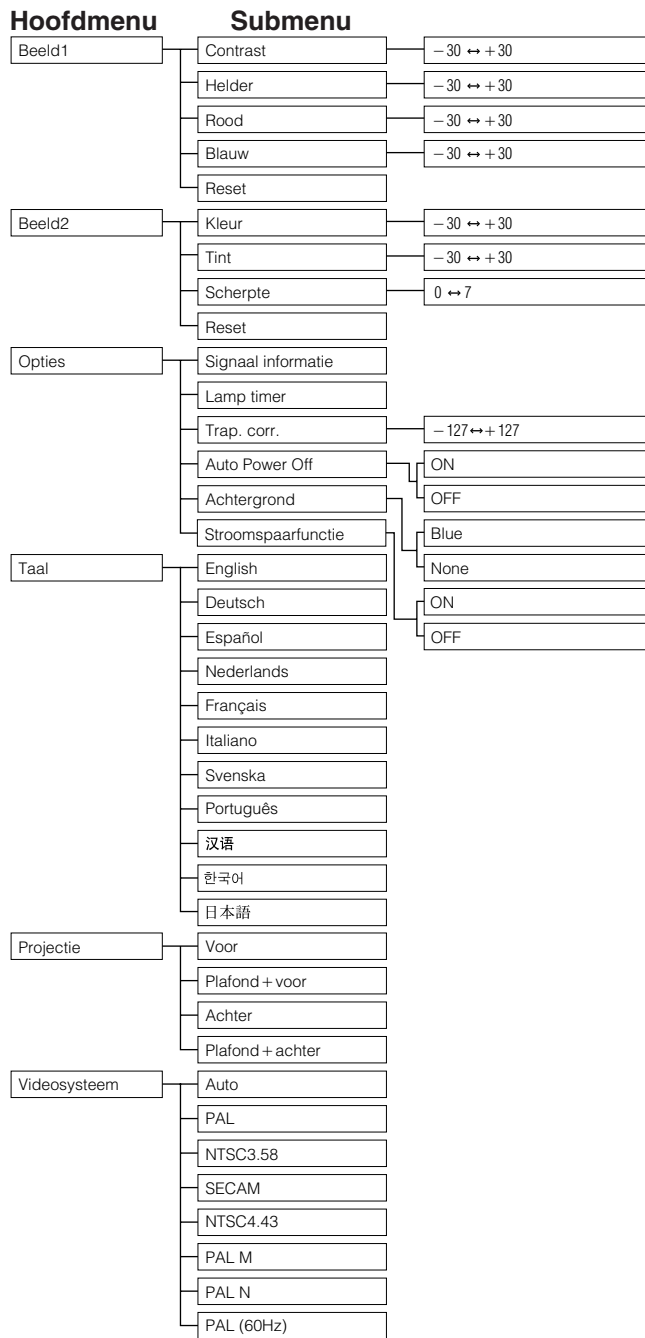 Hoofdmenu Submenu
Beeld1 Contrast −30 ↔ +30
Helder −30 ↔ +30
Rood −30 ↔ +30
Blauw −30 ↔ +30
Reset
Beeld2 Kleur −30 ↔ +30
Tint −30 ↔ +30
Scherpte 0 ↔ 7
Reset
Opties Signaal informatie
Lamp timer
Trap. corr. −127↔+127
Auto Power Off ON
Achtergrond OFF
Stroomspaarfunctie Blue
Taal English None
Deutsch ON
Español OFF
Nederlands
Français
Italiano
Svenska
Português
汉语
한국어
日本語
Projectie Voor
Plafond+voor
Achter
Plafond+achter
Videosysteem Auto
PAL
NTSC3.58
SECAM
NTSC4.43
PAL M
PAL N
PAL (60Hz)